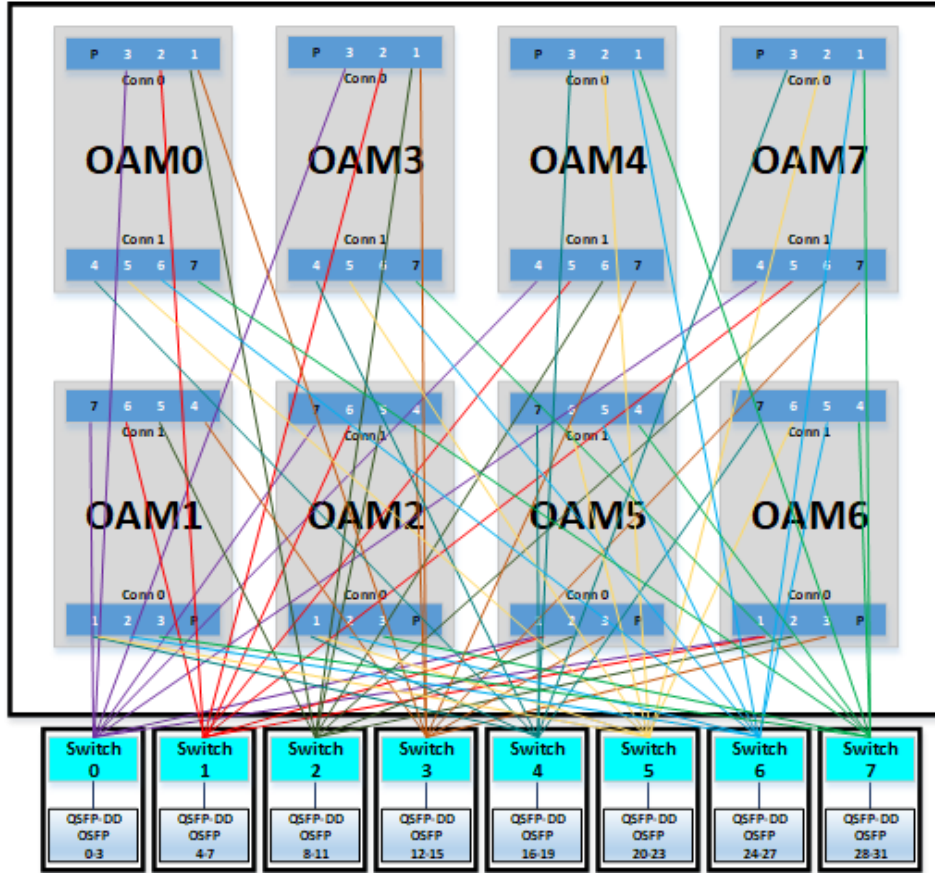 P 3 2 1
Conn 0
OAM0
Conn 1
4 5 6 7
P 3 2 1
Conn 0
OAM3
Conn 1
4 5 6 7
P 3 2 1
Conn 0
OAM4
Conn 1
4 5 6 7
P 3 2 1
Conn 0
OAM7
Conn 1
4 5 6 7
7 6 5 4
Conn 1
OAM1
Conn 0
1 2 3 P
7 6 5 4
Conn 1
OAM2
Conn 0
1 2 3 P
7 6 5 4
Conn 1
OAM5
Conn 0
1 2 3 P
7 6 5 4
Conn 1
OAM6
Conn 0
1 2 3 P
Switch
0
QSFP-DD
OSFP
0-3
Switch
1
QSFP-DD
OSFP
4-7
Switch
2
QSFP-DD
OSFP
8-11
Switch
3
QSFP-DD
OSFP
12-15
Switch
4
QSFP-DD
OSFP
16-19
Switch
5
QSFP-DD
OSFP
20-23
Switch
6
QSFP-DD
OSFP
24-27
Switch
7
QSFP-DD
OSFP
28-31